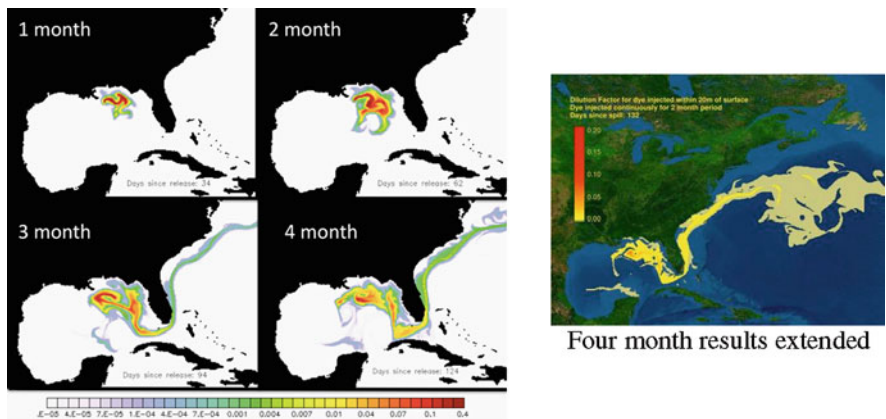 1 month
2 month
Days since release: 34
Days since release: 62
3 month
4 month
Days since release: 94
Days since release: 124
.E-05 4.E-05 7.E-05 1.E-04 4.E-04 7.E-04 0.001 0.004 0.007 0.01 0.04 0.07 0.1 0.4
Dilution Factor for dye injected within 20m of surface
Dye injected continuously for 2 month period
Days since spill: 132
0.20
0.15
0.10
0.05
0.00
Four month results extended